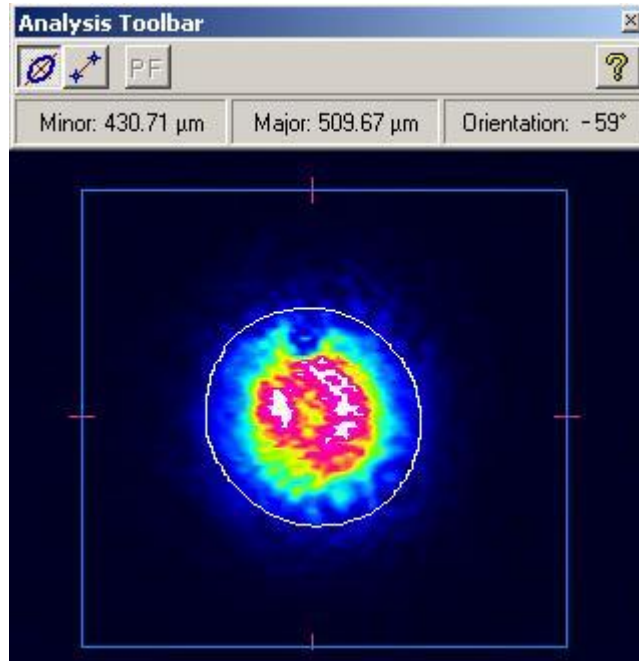 Analysis Toolbar
PF
Minor: 430.71 µm Major: 509.67 µm Orientation: -59°